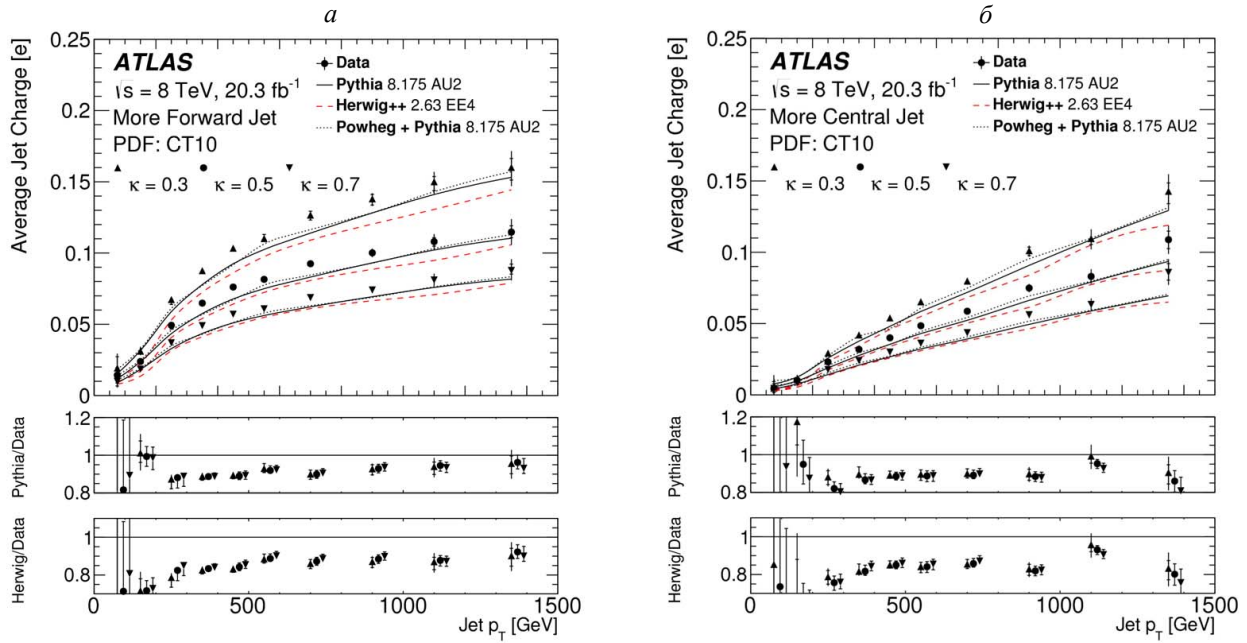 а
Average Jet Charge [e]
0.25
0.2
0.15
0.1
0.05
0
ATLAS
√s = 8 TeV, 20.3 fb⁻¹
More Forward Jet
PDF: CT10
κ = 0.3 κ = 0.5 κ = 0.7
Data
Pythia 8.175 AU2
Herwig++ 2.63 EE4
Powheg + Pythia 8.175 AU2
Pythia/Data
1.2
1
0.8
Herwig/Data
1
0.8
0 500 1000 1500
Jet p_T [GeV]
б
Average Jet Charge [e]
0.25
0.2
0.15
0.1
0.05
0
ATLAS
√s = 8 TeV, 20.3 fb⁻¹
More Central Jet
PDF: CT10
κ = 0.3 κ = 0.5 κ = 0.7
Data
Pythia 8.175 AU2
Herwig++ 2.63 EE4
Powheg + Pythia 8.175 AU2
Pythia/Data
1.2
1
0.8
Herwig/Data
1
0.8
0 500 1000 1500
Jet p_T [GeV]